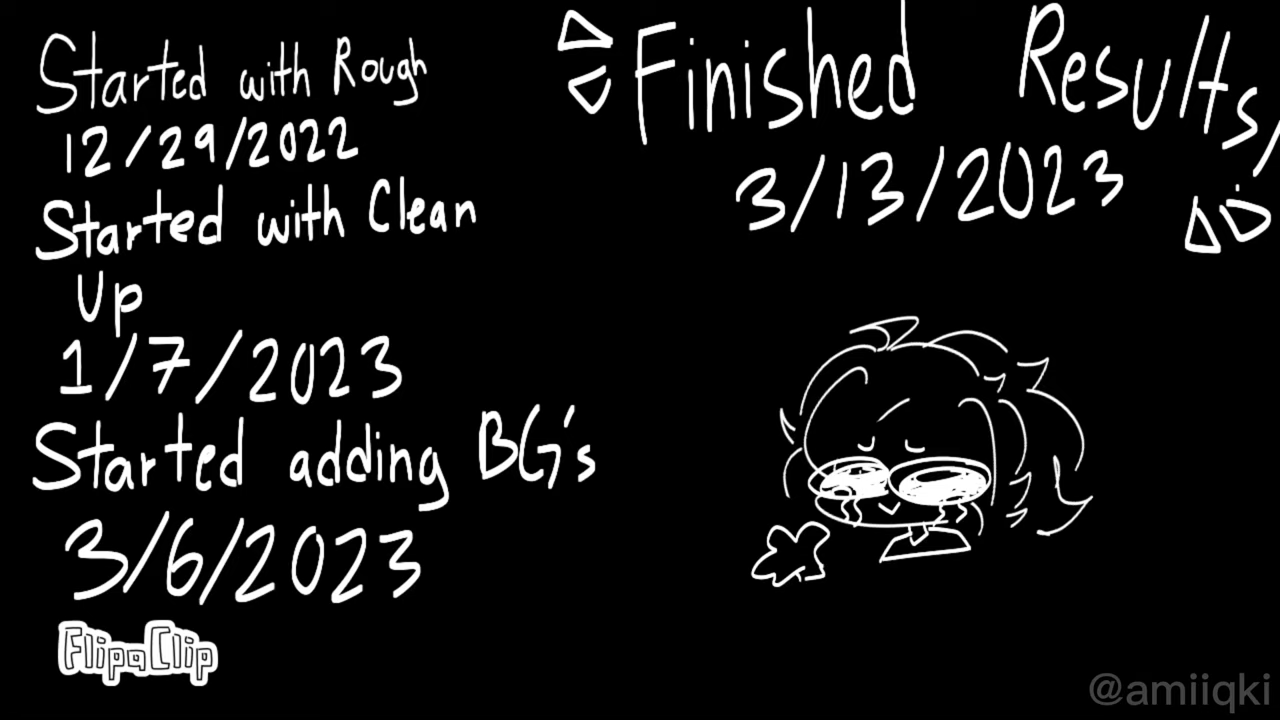 Started with Rough
12/29/2022
Started with Clean
Up
1/7/2023
Started adding BG's
3/6/2023
FlipaClip
Finished Results,
3/13/2023
@amiiqki